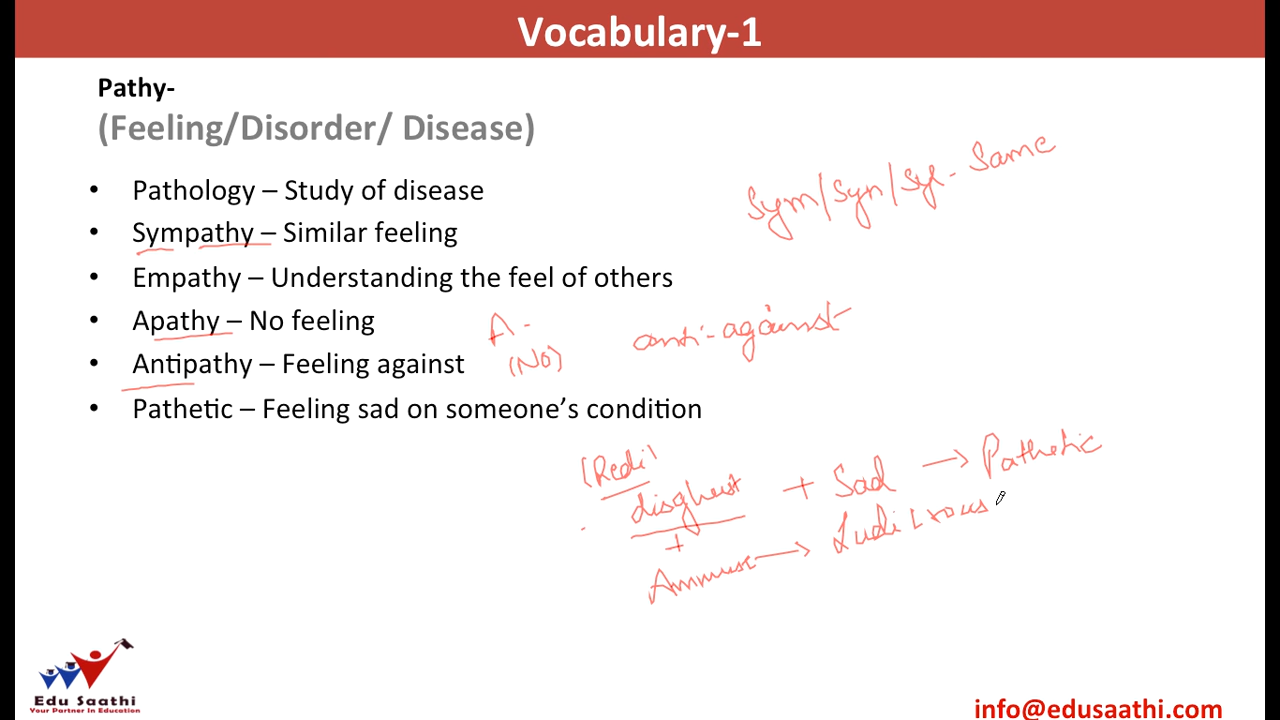 Vocabulary-1
Pathy-
(Feeling/Disorder/ Disease)
• Pathology – Study of disease
Sym/Syn/Syl - Same
• Sympathy – Similar feeling
• Empathy – Understanding the feel of others
• Apathy – No feeling
A -
(NO)
anti - against
• Antipathy – Feeling against
• Pathetic – Feeling sad on someone's condition
(Redi)
disghest + Sad → Pathetic
+
Ammuse → Ludicrous
Edu Saathi
Your Partner In Education
info@edusaathi.com